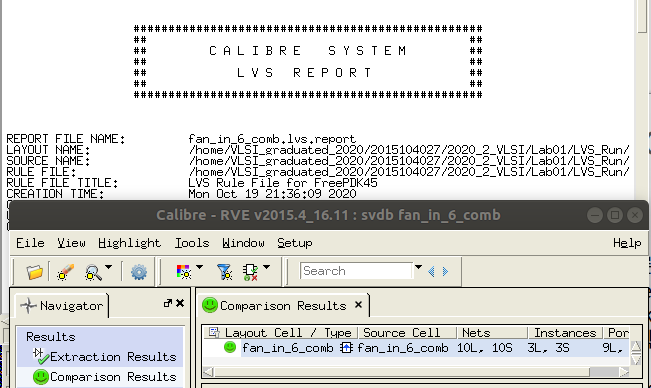 CALIBRE SYSTEM
LVS REPORT
REPORT FILE NAME: fan_in_6_comb.lvs.report
LAYOUT NAME: /home/VLSI_graduated_2020/2015104027/2020_2_VLSI/Lab01/LVS_Run/
SOURCE NAME: /home/VLSI_graduated_2020/2015104027/2020_2_VLSI/Lab01/LVS_Run/
RULE FILE: /home/VLSI_graduated_2020/2015104027/2020_2_VLSI/Lab01/LVS_Run/
RULE FILE TITLE: LVS Rule File for FreePDK45
CREATION TIME: Mon Oct 19 21:36:09 2020
Calibre - RVE v2015.4_16.11 : svdb fan_in_6_comb
File View Highlight Tools Window Setup Help
Search
Navigator
Comparison Results
Results
Extraction Results
Comparison Results
Layout Cell / Type Source Cell Nets Instances Por
fan_in_6_comb fan_in_6_comb 10L, 10S 3L, 3S 9L,